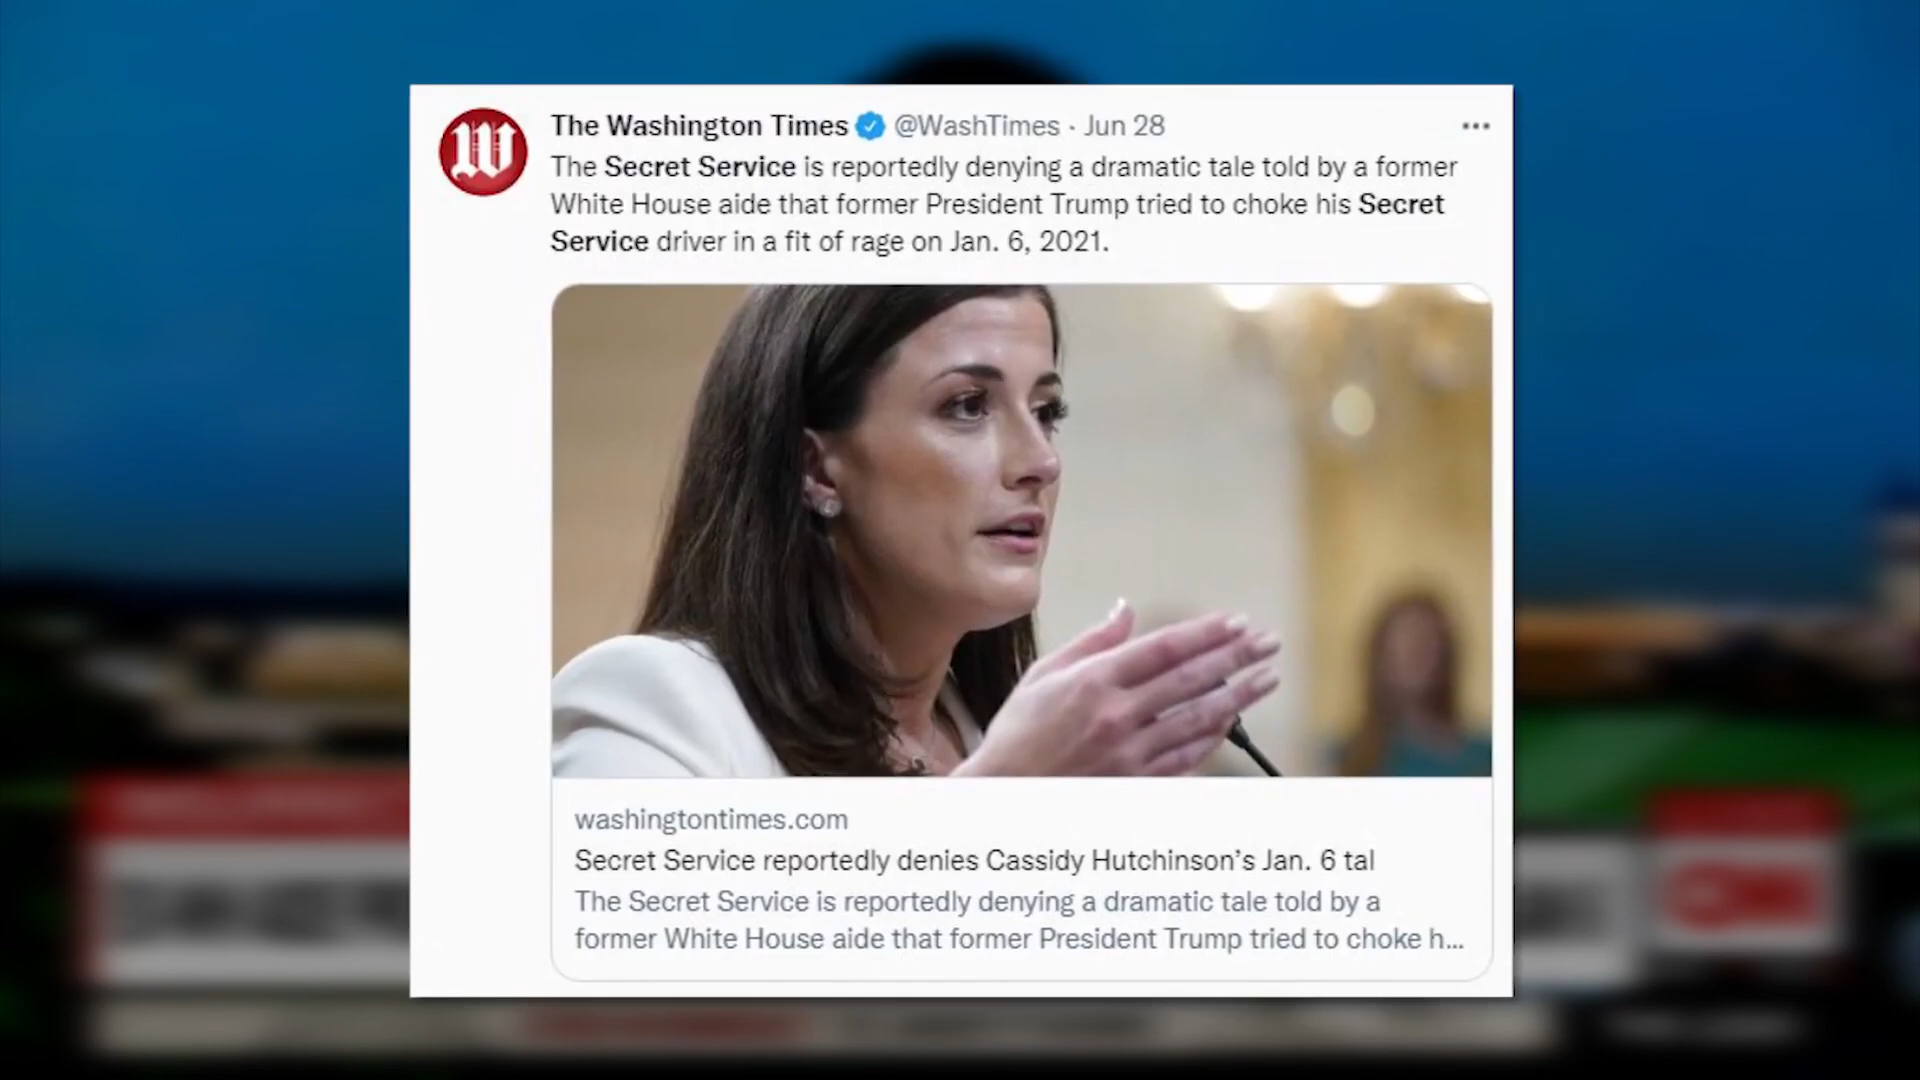 The Washington Times @WashTimes · Jun 28
The Secret Service is reportedly denying a dramatic tale told by a former
White House aide that former President Trump tried to choke his Secret
Service driver in a fit of rage on Jan. 6, 2021.
washingtontimes.com
Secret Service reportedly denies Cassidy Hutchinson’s Jan. 6 tal
The Secret Service is reportedly denying a dramatic tale told by a
former White House aide that former President Trump tried to choke h...